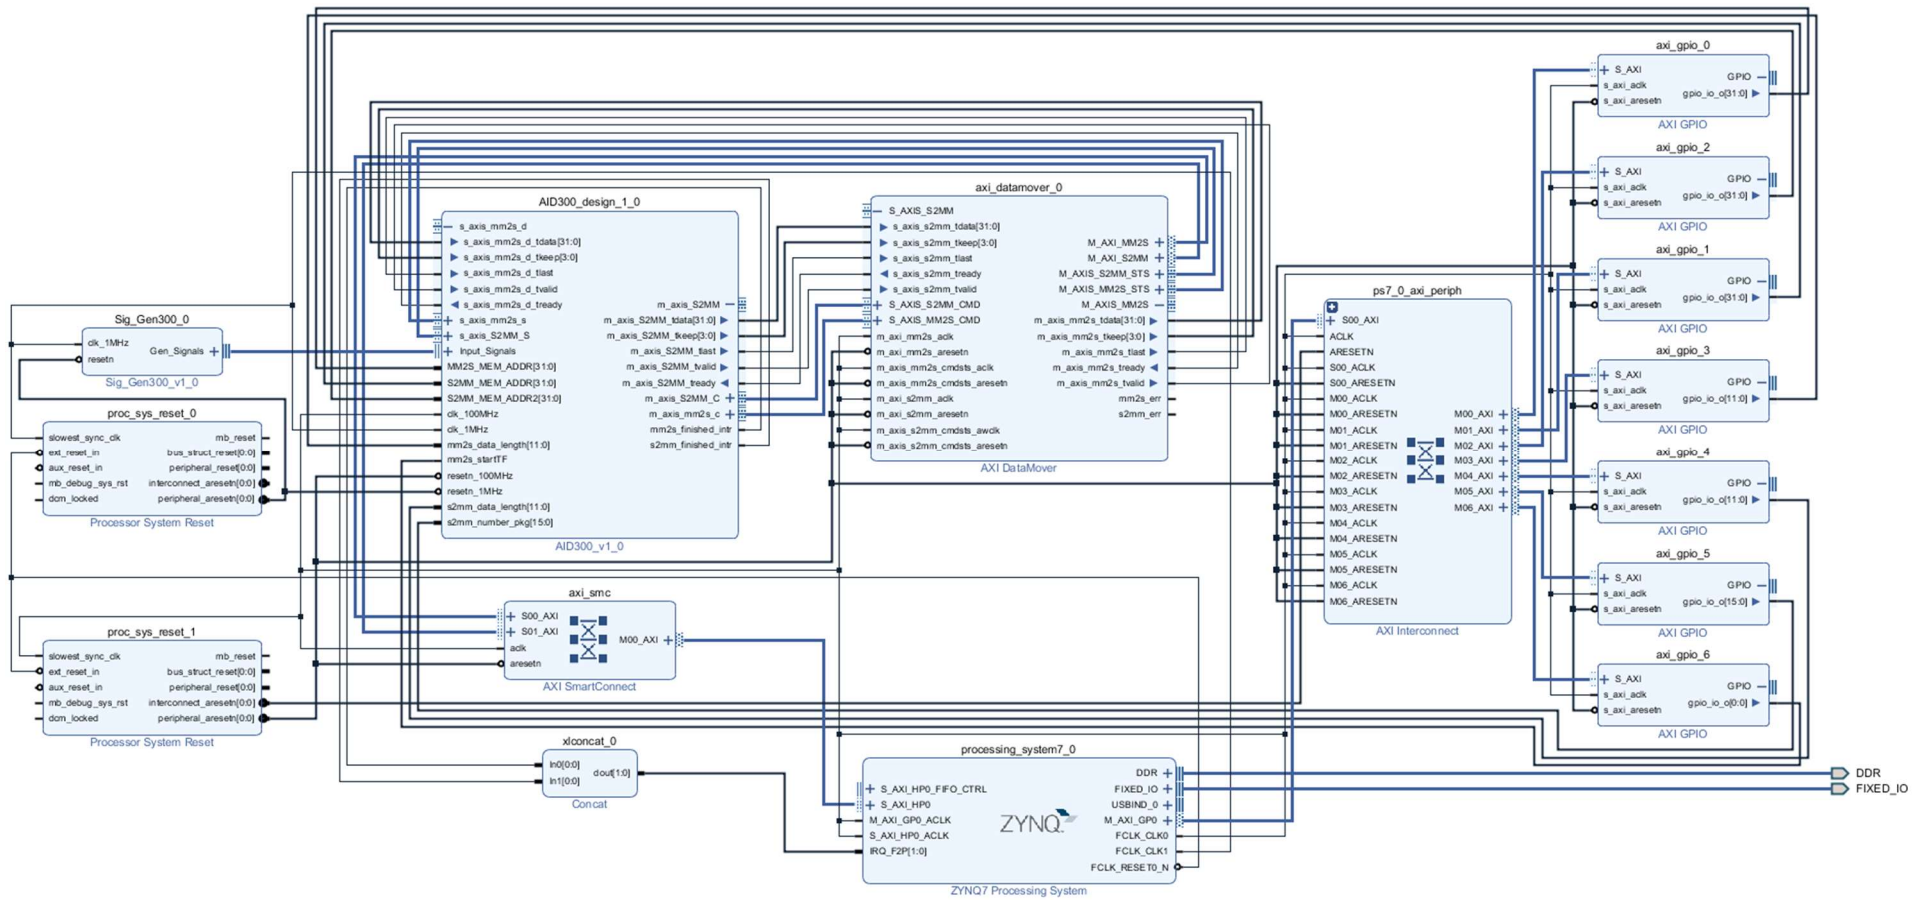 axi_gpio_0
S_AXI
s_axi_aclk
s_axi_aresetn
GPIO
gpio_io_o[31:0]
AXI GPIO
axi_gpio_2
S_AXI
s_axi_aclk
s_axi_aresetn
GPIO
gpio_io_o[31:0]
AXI GPIO
axi_gpio_1
S_AXI
s_axi_aclk
s_axi_aresetn
GPIO
gpio_io_o[31:0]
AXI GPIO
axi_gpio_3
S_AXI
s_axi_aclk
s_axi_aresetn
GPIO
gpio_io_o[11:0]
AXI GPIO
axi_gpio_4
S_AXI
s_axi_aclk
s_axi_aresetn
GPIO
gpio_io_o[11:0]
AXI GPIO
axi_gpio_5
S_AXI
s_axi_aclk
s_axi_aresetn
GPIO
gpio_io_o[15:0]
AXI GPIO
axi_gpio_6
S_AXI
s_axi_aclk
s_axi_aresetn
GPIO
gpio_io_o[0:0]
AXI GPIO
AID300_design_1_0
s_axis_mm2s_d
s_axis_mm2s_d_tdata[31:0]
s_axis_mm2s_d_tkeep[3:0]
s_axis_mm2s_d_tlast
s_axis_mm2s_d_tvalid
s_axis_mm2s_d_tready
s_axis_mm2s_s
s_axis_S2MM_S
Input_Signals
MM2S_MEM_ADDR[31:0]
S2MM_MEM_ADDR[31:0]
S2MM_MEM_ADDR2[31:0]
clk_100MHz
clk_1MHz
mm2s_data_length[11:0]
mm2s_startTF
resetn_100MHz
resetn_1MHz
s2mm_data_length[11:0]
s2mm_number_pkg[15:0]
m_axis_S2MM
m_axis_S2MM_tdata[31:0]
m_axis_S2MM_tkeep[3:0]
m_axis_S2MM_tlast
m_axis_S2MM_tvalid
m_axis_S2MM_tready
m_axis_S2MM_C
m_axis_mm2s_c
mm2s_finished_intr
s2mm_finished_intr
AID300_v1_0
axi_datamover_0
S_AXIS_S2MM
s_axis_s2mm_tdata[31:0]
s_axis_s2mm_tkeep[3:0]
s_axis_s2mm_tlast
s_axis_s2mm_tready
s_axis_s2mm_tvalid
S_AXIS_S2MM_CMD
S_AXIS_MM2S_CMD
m_axi_mm2s_aclk
m_axi_mm2s_aresetn
m_axis_mm2s_cmdsts_aclk
m_axis_mm2s_cmdsts_aresetn
m_axi_s2mm_aclk
m_axi_s2mm_aresetn
m_axis_s2mm_cmdsts_awclk
m_axis_s2mm_cmdsts_aresetn
M_AXI_MM2S
M_AXI_S2MM
M_AXIS_S2MM_STS
M_AXIS_MM2S_STS
M_AXIS_MM2S
m_axis_mm2s_tdata[31:0]
m_axis_mm2s_tkeep[3:0]
m_axis_mm2s_tlast
m_axis_mm2s_tready
m_axis_mm2s_tvalid
mm2s_err
s2mm_err
AXI DataMover
ps7_0_axi_periph
S00_AXI
ACLK
ARESETN
S00_ACLK
S00_ARESETN
M00_ACLK
M00_ARESETN
M01_ACLK
M01_ARESETN
M02_ACLK
M02_ARESETN
M03_ACLK
M03_ARESETN
M04_ACLK
M04_ARESETN
M05_ACLK
M05_ARESETN
M06_ACLK
M06_ARESETN
M00_AXI
M01_AXI
M02_AXI
M03_AXI
M04_AXI
M05_AXI
M06_AXI
AXI Interconnect
Sig_Gen300_0
clk_1MHz
resetn
Gen_Signals
Sig_Gen300_v1_0
proc_sys_reset_0
slowest_sync_clk
ext_reset_in
aux_reset_in
mb_debug_sys_rst
dcm_locked
mb_reset
bus_struct_reset[0:0]
peripheral_reset[0:0]
interconnect_aresetn[0:0]
peripheral_aresetn[0:0]
Processor System Reset
proc_sys_reset_1
slowest_sync_clk
ext_reset_in
aux_reset_in
mb_debug_sys_rst
dcm_locked
mb_reset
bus_struct_reset[0:0]
peripheral_reset[0:0]
interconnect_aresetn[0:0]
peripheral_aresetn[0:0]
Processor System Reset
axi_smc
S00_AXI
S01_AXI
aclk
aresetn
M00_AXI
AXI SmartConnect
xlconcat_0
In0[0:0]
In1[0:0]
dout[1:0]
Concat
processing_system7_0
S_AXI_HP0_FIFO_CTRL
S_AXI_HP0
M_AXI_GP0_ACLK
S_AXI_HP0_ACLK
IRQ_F2P[1:0]
ZYNQ
DDR
FIXED_IO
USBIND_0
M_AXI_GP0
FCLK_CLK0
FCLK_CLK1
FCLK_RESET0_N
ZYNQ7 Processing System
DDR
FIXED_IO